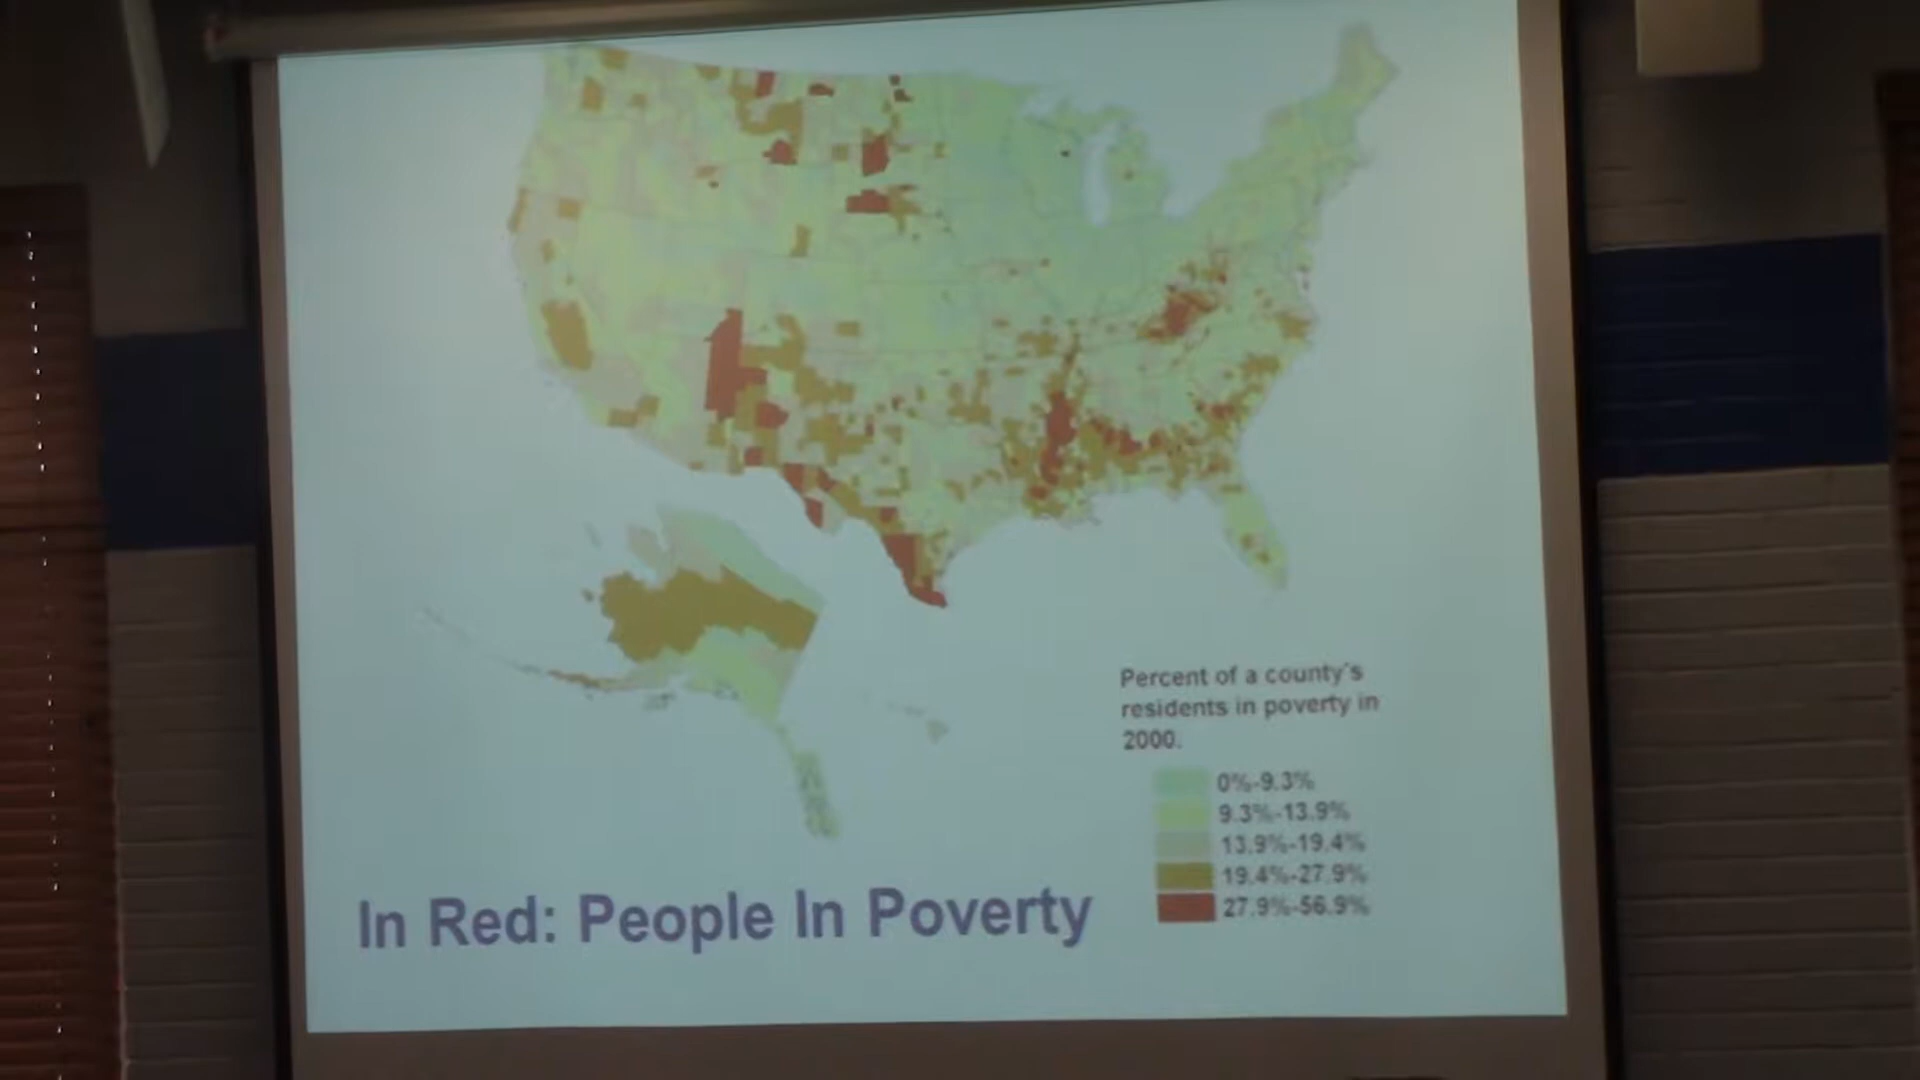 Percent of a county's
residents in poverty in
2000.
0%-9.3%
9.3%-13.9%
13.9%-19.4%
19.4%-27.9%
27.9%-56.9%
In Red: People In Poverty